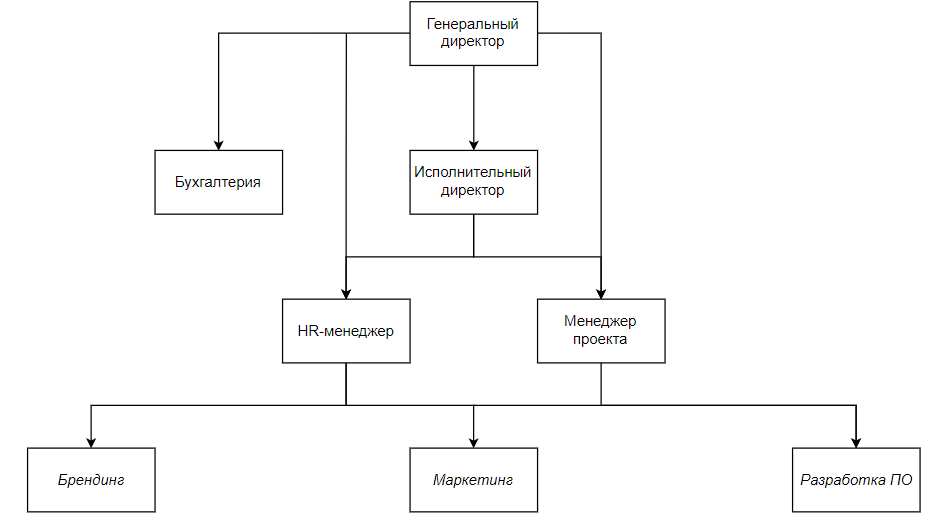 Генеральный
директор
Бухгалтерия
Исполнительный
директор
HR-менеджер
Менеджер
проекта
Брендинг
Маркетинг
Разработка ПО